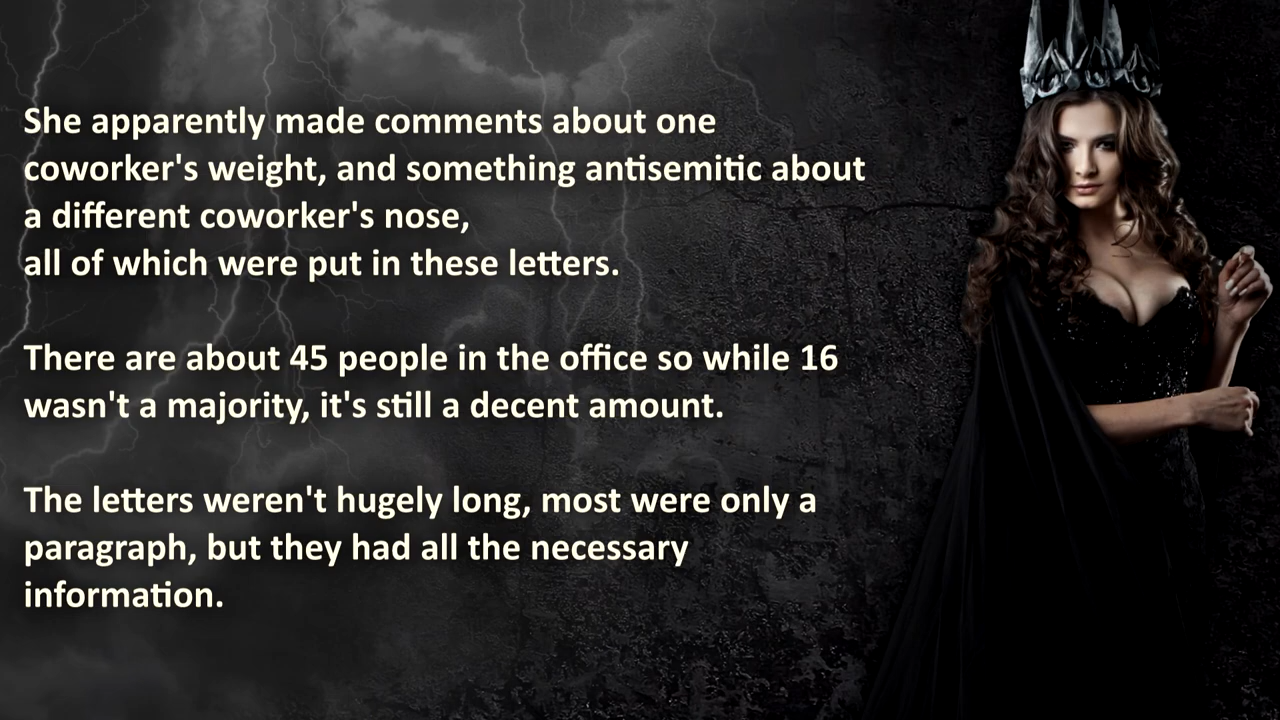 She apparently made comments about one
coworker's weight, and something antisemitic about
a different coworker's nose,
all of which were put in these letters.
There are about 45 people in the office so while 16
wasn't a majority, it's still a decent amount.
The letters weren't hugely long, most were only a
paragraph, but they had all the necessary
information.